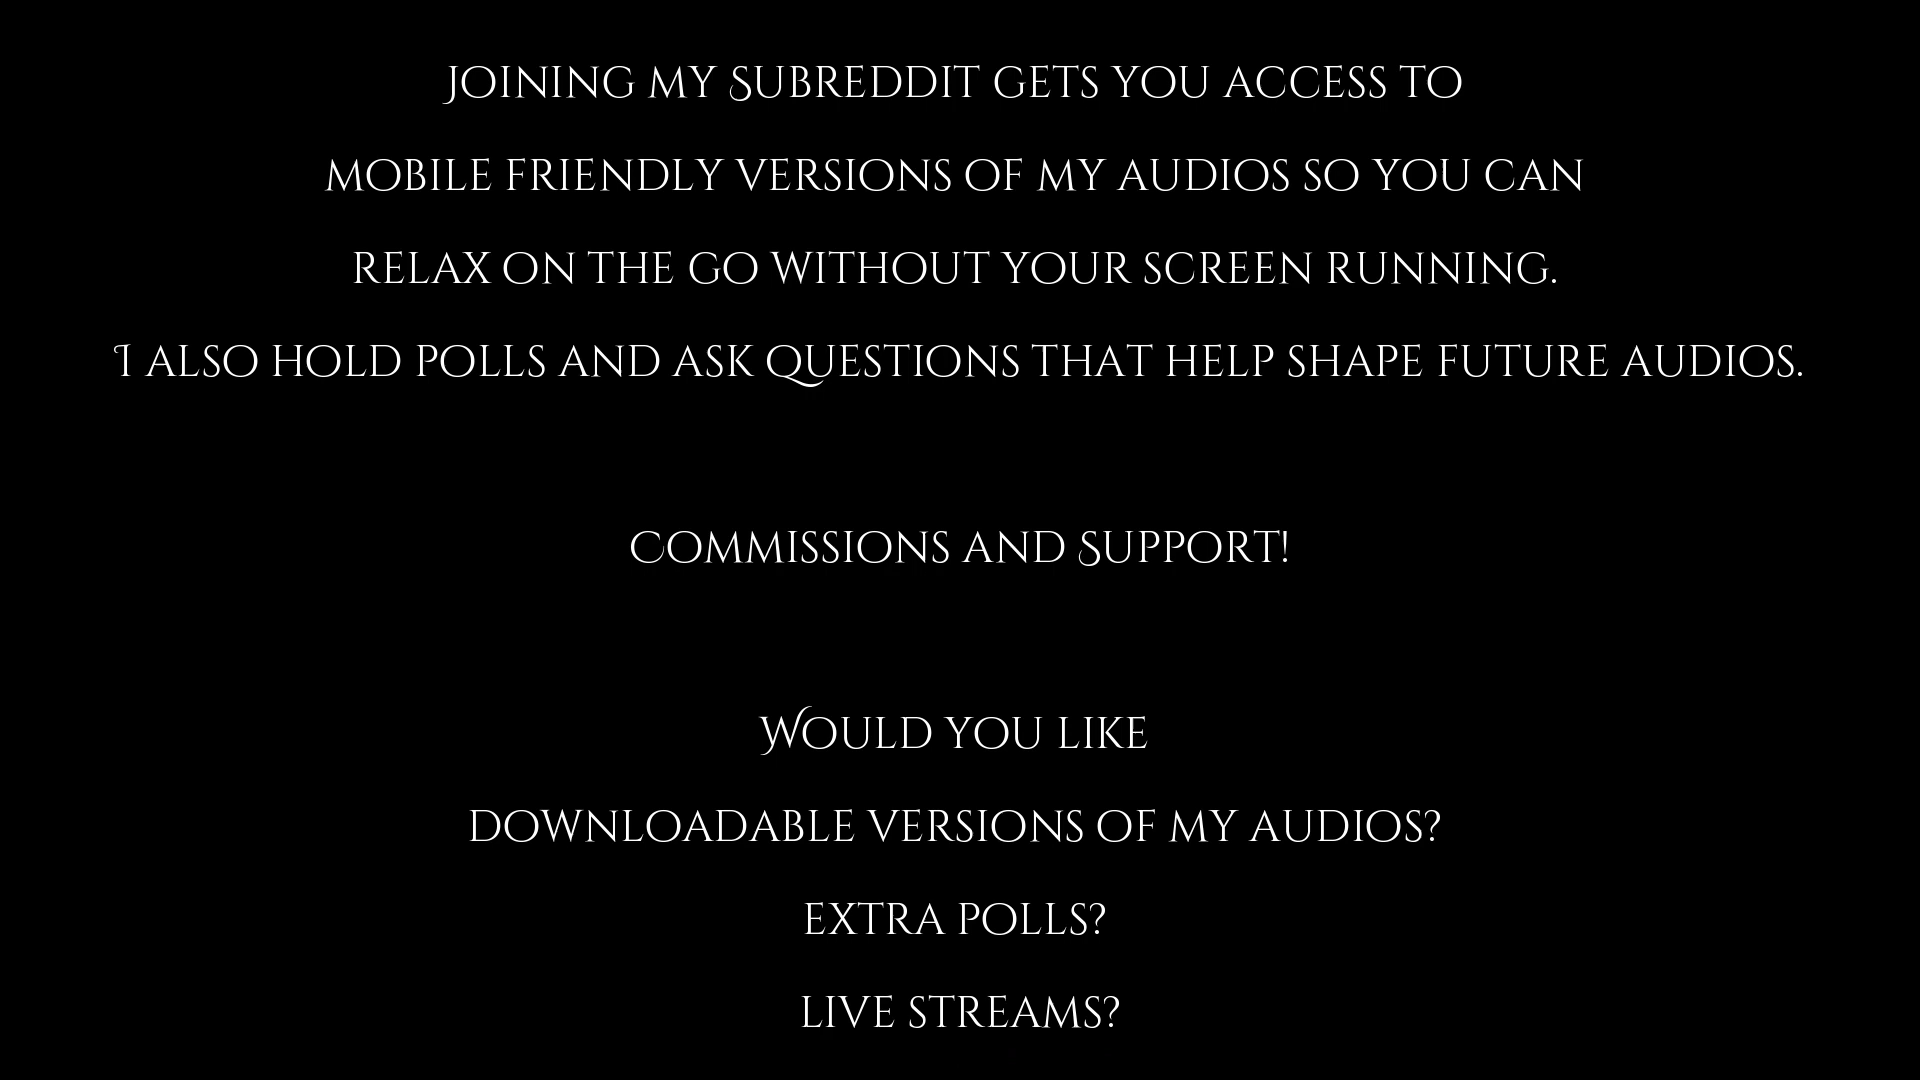 Joining my Subreddit gets you access to
mobile friendly versions of my audios so you can
relax on the go without your screen running.
I also hold polls and ask questions that help shape future audios.
Commissions and Support!
Would you like
downloadable versions of my audios?
extra polls?
live streams?